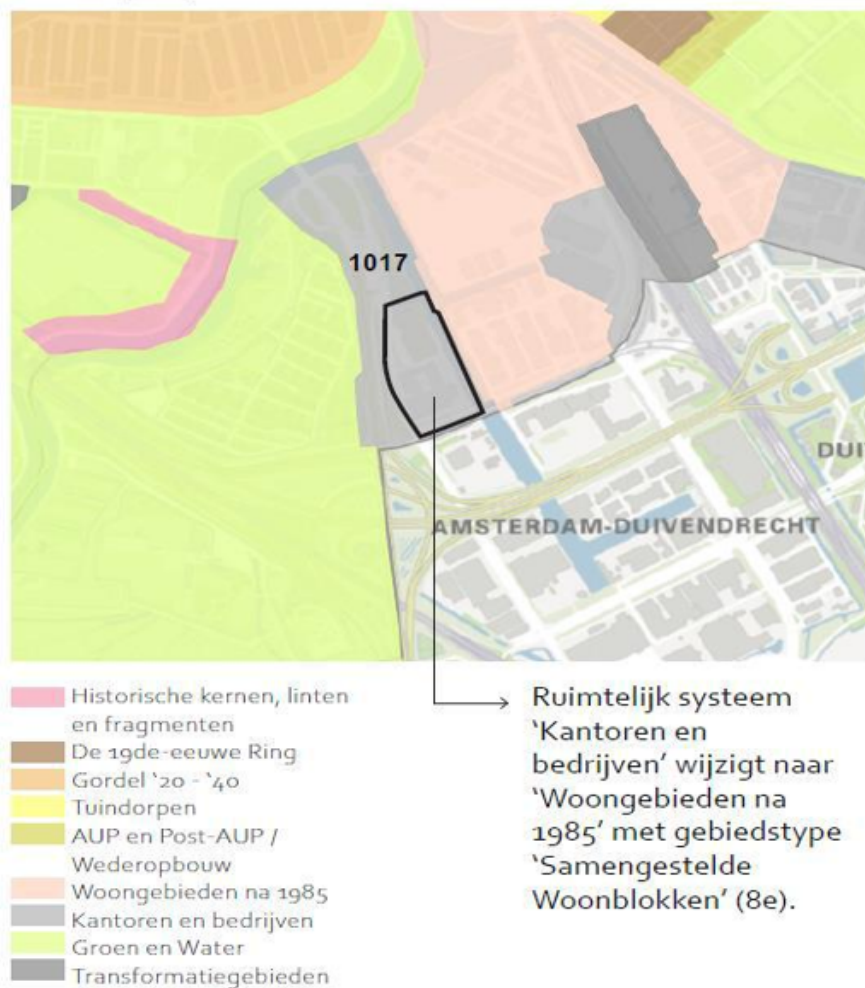 1017
DUI
AMSTERDAM-DUIVENDRECHT
Historische kernen, linten
en fragmenten
De 19de-eeuwe Ring
Gordel '20 - '40
Tuindorpen
AUP en Post-AUP /
Wederopbouw
Woongebieden na 1985
Kantoren en bedrijven
Groen en Water
Transformatiegebieden
Ruimtelijk systeem
‘Kantoren en
bedrijven’ wijzigt naar
‘Woongebieden na
1985’ met gebiedstype
‘Samengestelde
Woonblokken’ (8e).